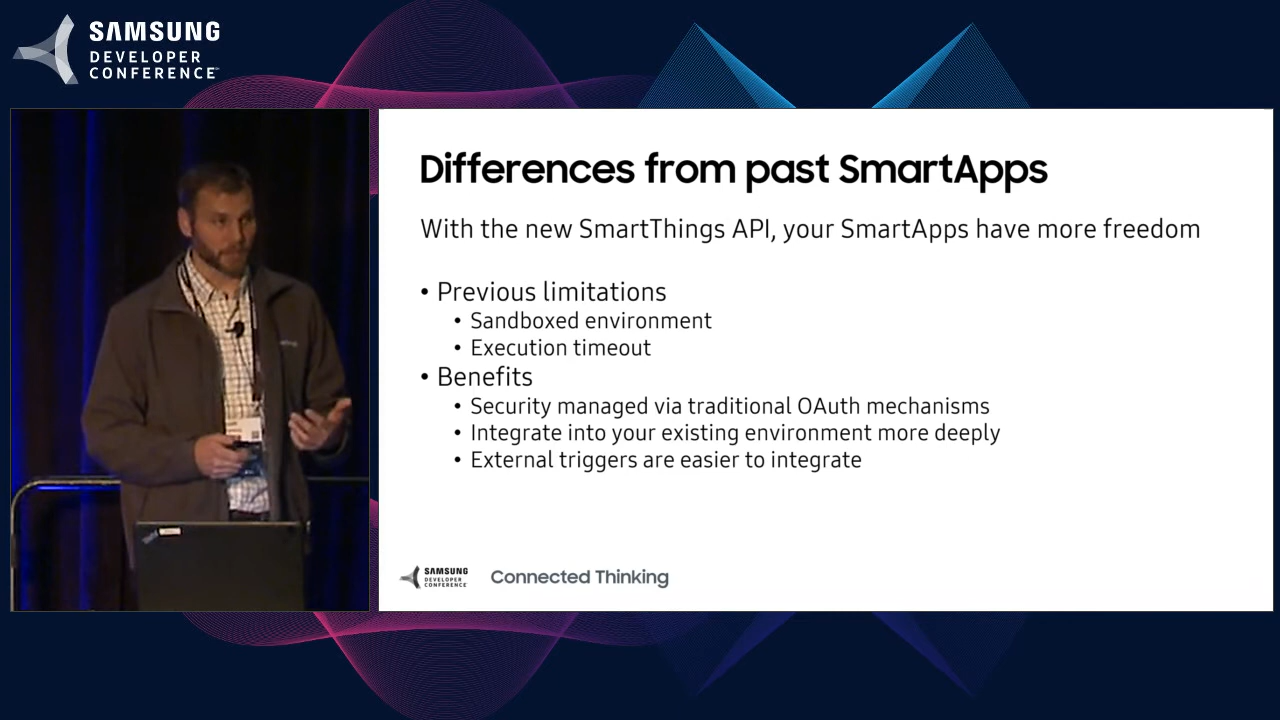 SAMSUNG
DEVELOPER
CONFERENCE
Differences from past SmartApps
With the new SmartThings API, your SmartApps have more freedom
• Previous limitations
• Sandboxed environment
• Execution timeout
• Benefits
• Security managed via traditional OAuth mechanisms
• Integrate into your existing environment more deeply
• External triggers are easier to integrate
SAMSUNG
DEVELOPER
CONFERENCE
Connected Thinking